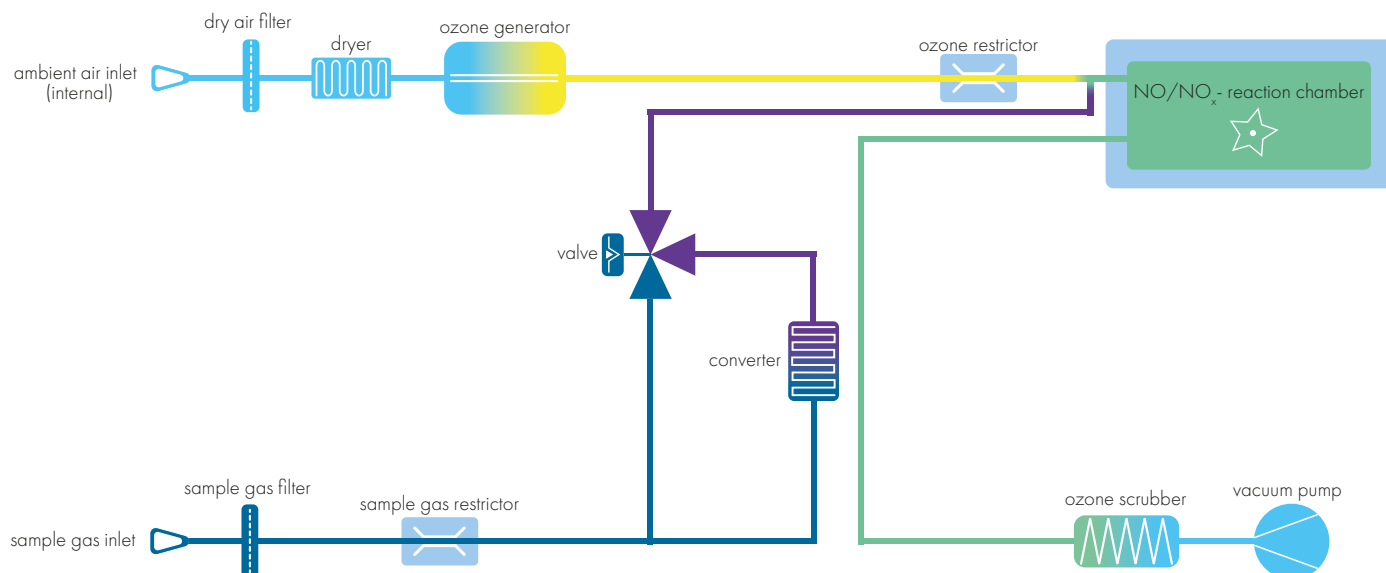 dry air filter
ozone generator
dryer
ozone restrictor
ambient air inlet
(internal)
NO/NOx- reaction chamber
valve
converter
sample gas filter
sample gas restrictor
ozone scrubber
vacuum pump
sample gas inlet